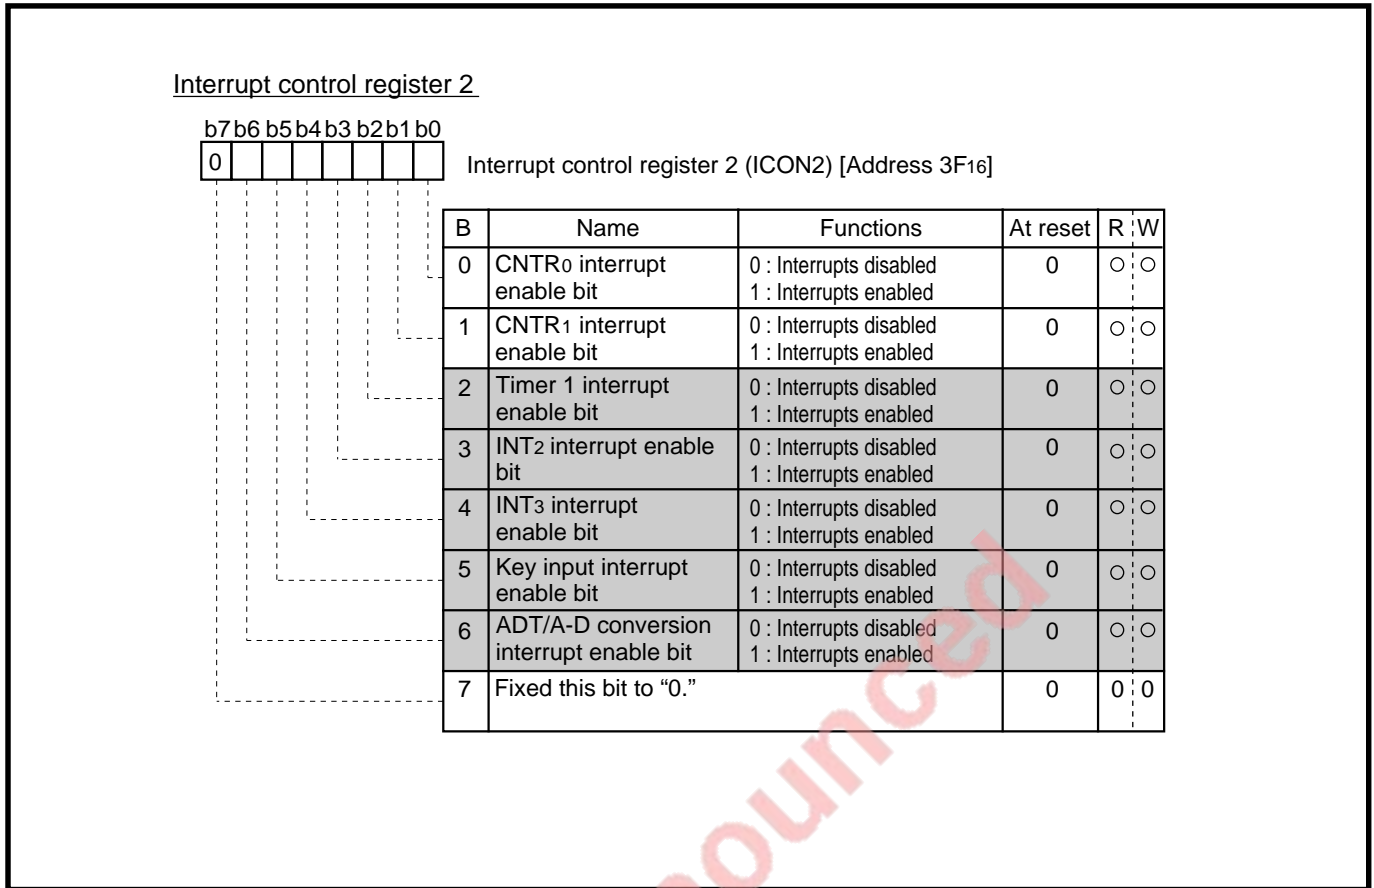 Interrupt control register 2
b7 b6 b5 b4 b3 b2 b1 b0
0
Interrupt control register 2 (ICON2) [Address 3F16]
B Name Functions At reset R W
0 CNTR0 interrupt enable bit 0 : Interrupts disabled 1 : Interrupts enabled 0 ○ ○
1 CNTR1 interrupt enable bit 0 : Interrupts disabled 1 : Interrupts enabled 0 ○ ○
2 Timer 1 interrupt enable bit 0 : Interrupts disabled 1 : Interrupts enabled 0 ○ ○
3 INT2 interrupt enable bit 0 : Interrupts disabled 1 : Interrupts enabled 0 ○ ○
4 INT3 interrupt enable bit 0 : Interrupts disabled 1 : Interrupts enabled 0 ○ ○
5 Key input interrupt enable bit 0 : Interrupts disabled 1 : Interrupts enabled 0 ○ ○
6 ADT/A-D conversion interrupt enable bit 0 : Interrupts disabled 1 : Interrupts enabled 0 ○ ○
7 Fixed this bit to “0.” 0 0 0